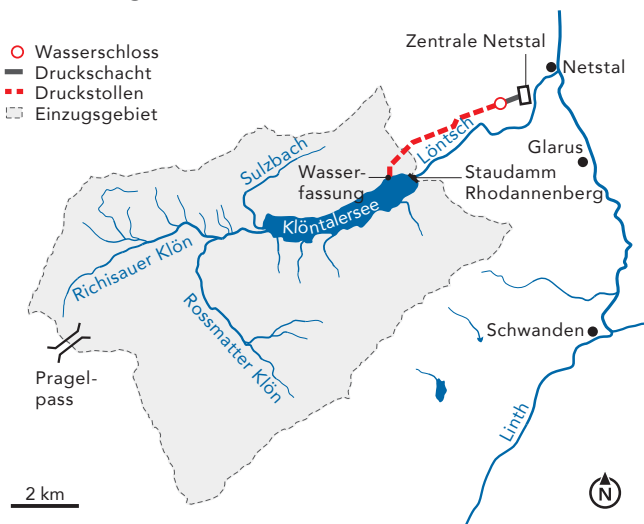 Wasserschloss
Druckschacht
Druckstollen
Einzugsgebiet
Zentrale Netstal
Netstal
Löntsch
Glarus
Sulzbach
Wasser-
fassung
Staudamm
Rhodannenberg
Klöntalersee
Richisauer Klön
Rossmatter Klön
Schwanden
Pragel-
pass
Linth
2 km
N